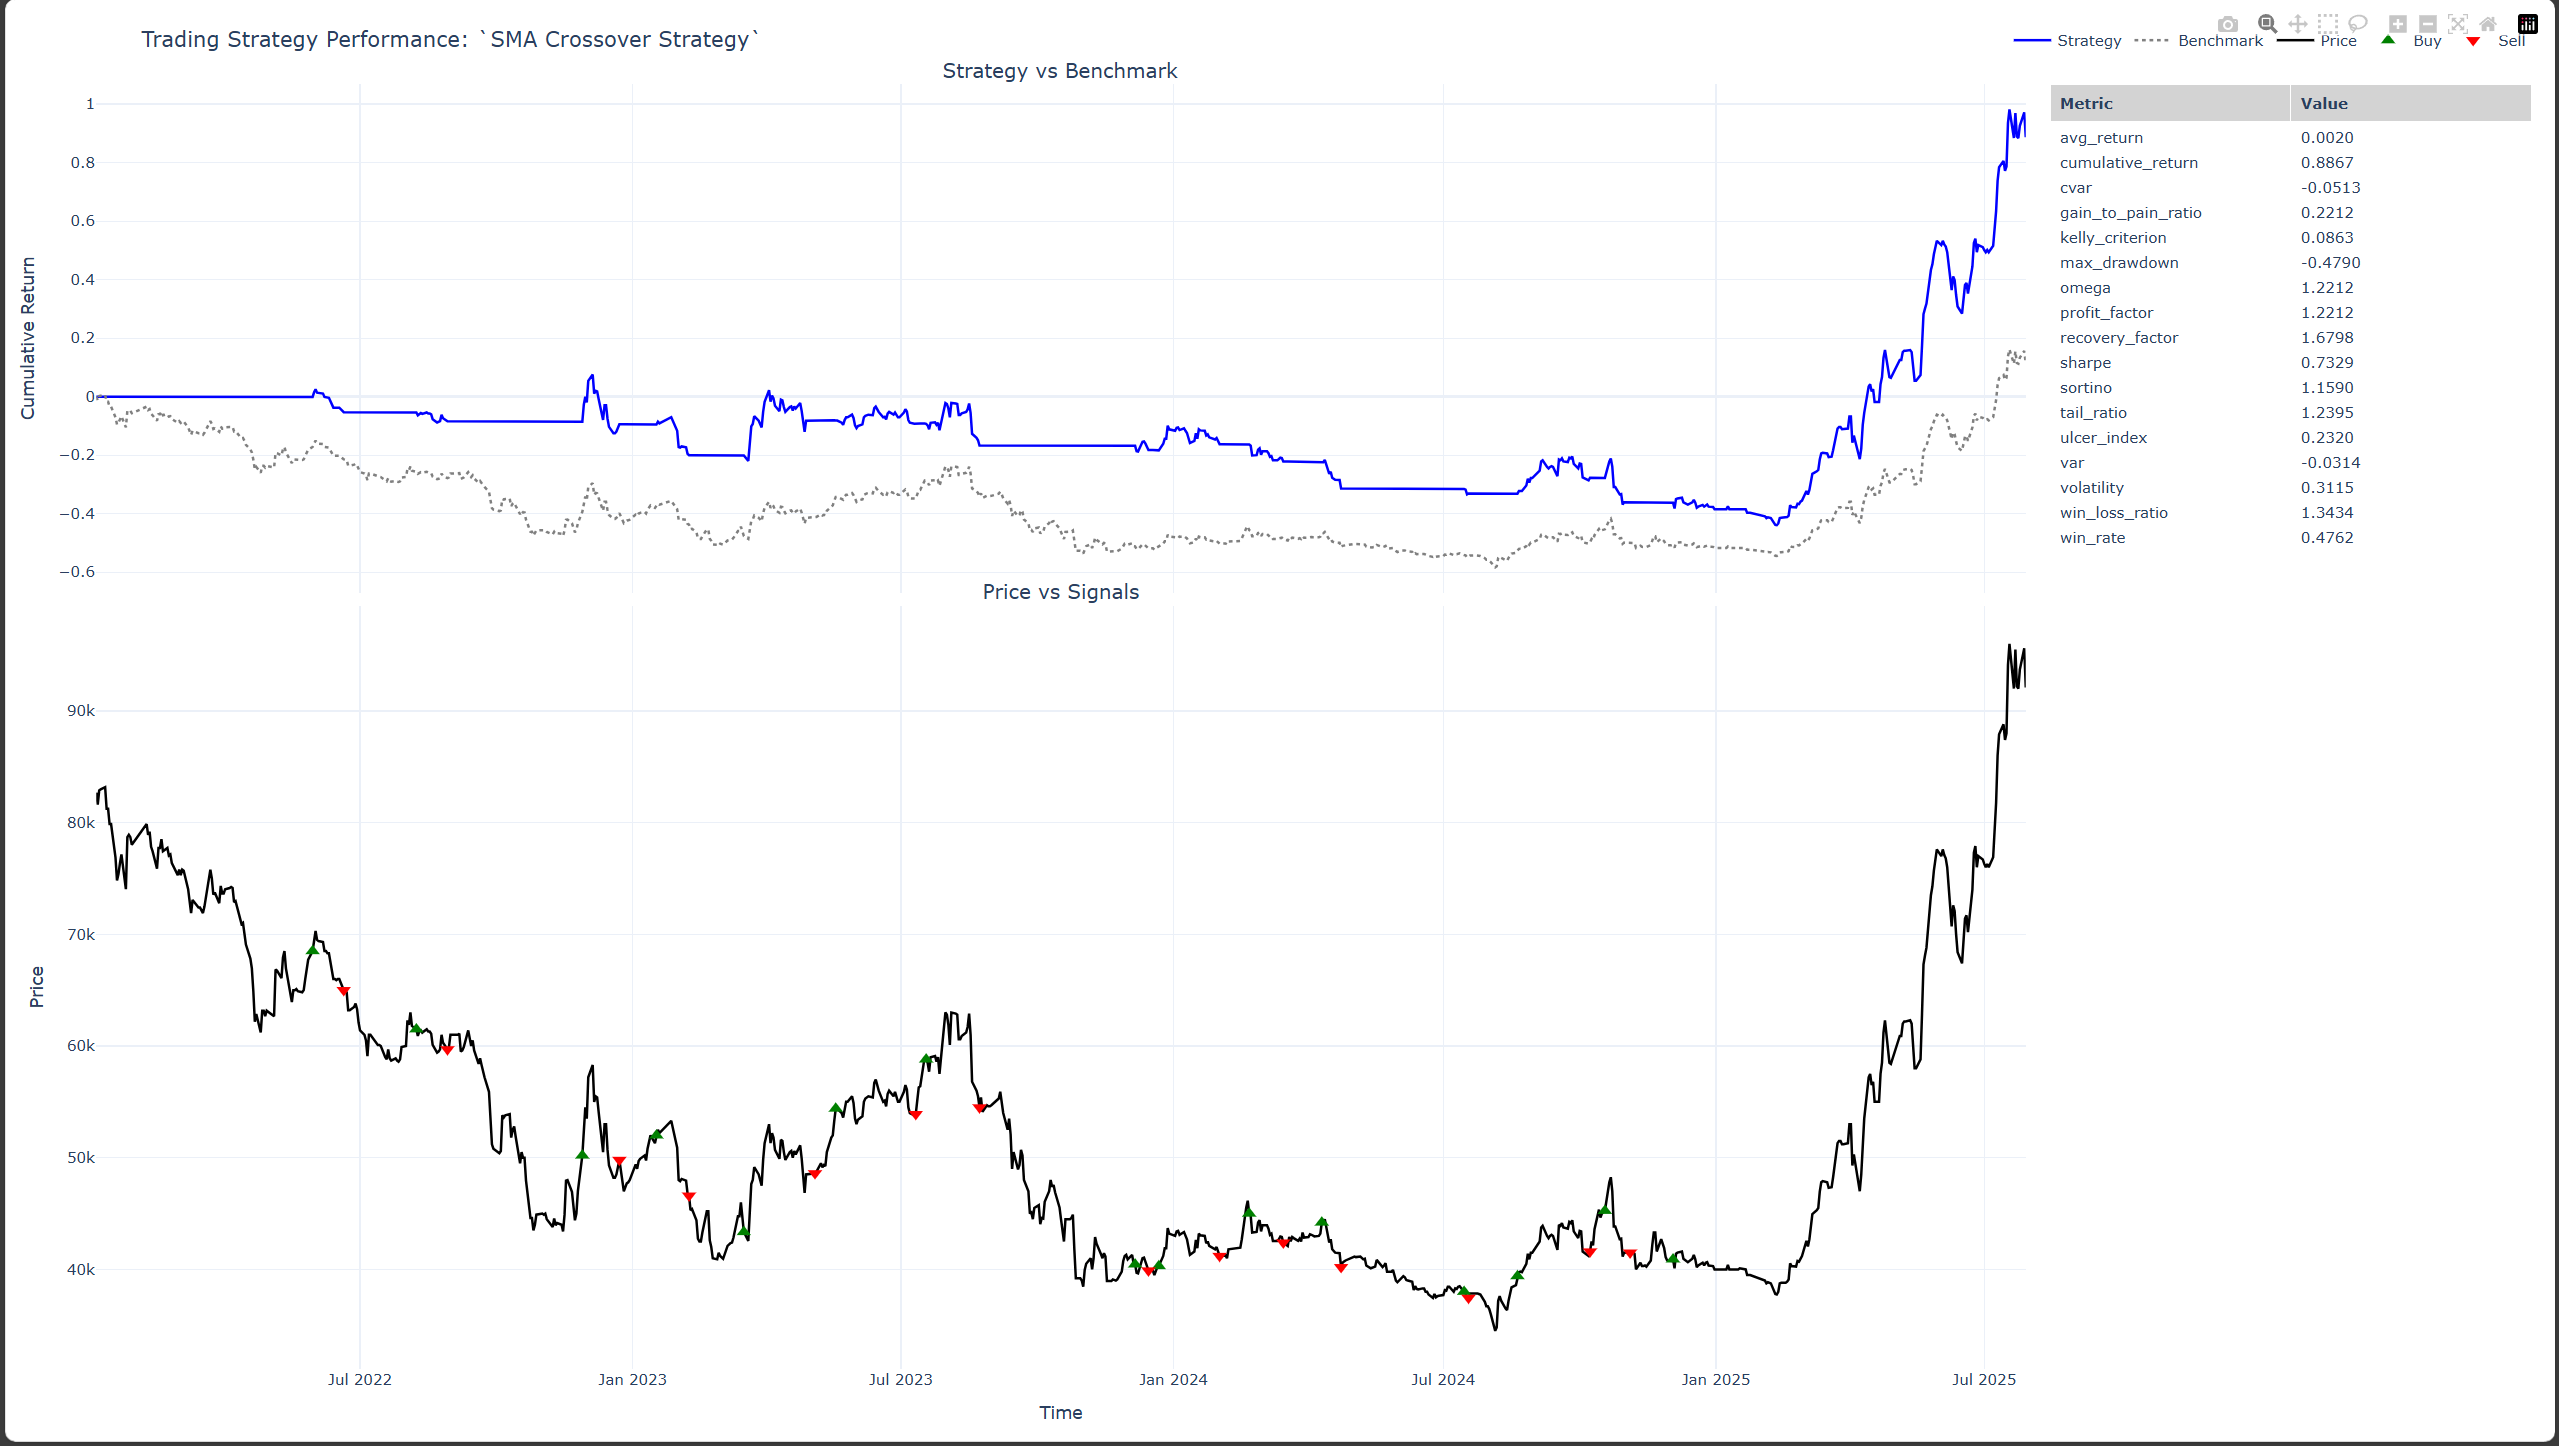 Trading Strategy Performance: `SMA Crossover Strategy`
Strategy Benchmark Price Buy Sell
Strategy vs Benchmark
Cumulative Return
1
0.8
0.6
0.4
0.2
0
−0.2
−0.4
−0.6
Metric Value
avg_return 0.0020
cumulative_return 0.8867
cvar -0.0513
gain_to_pain_ratio 0.2212
kelly_criterion 0.0863
max_drawdown -0.4790
omega 1.2212
profit_factor 1.2212
recovery_factor 1.6798
sharpe 0.7329
sortino 1.1590
tail_ratio 1.2395
ulcer_index 0.2320
var -0.0314
volatility 0.3115
win_loss_ratio 1.3434
win_rate 0.4762
Price vs Signals
Price
90k
80k
70k
60k
50k
40k
Jul 2022 Jan 2023 Jul 2023 Jan 2024 Jul 2024 Jan 2025 Jul 2025
Time